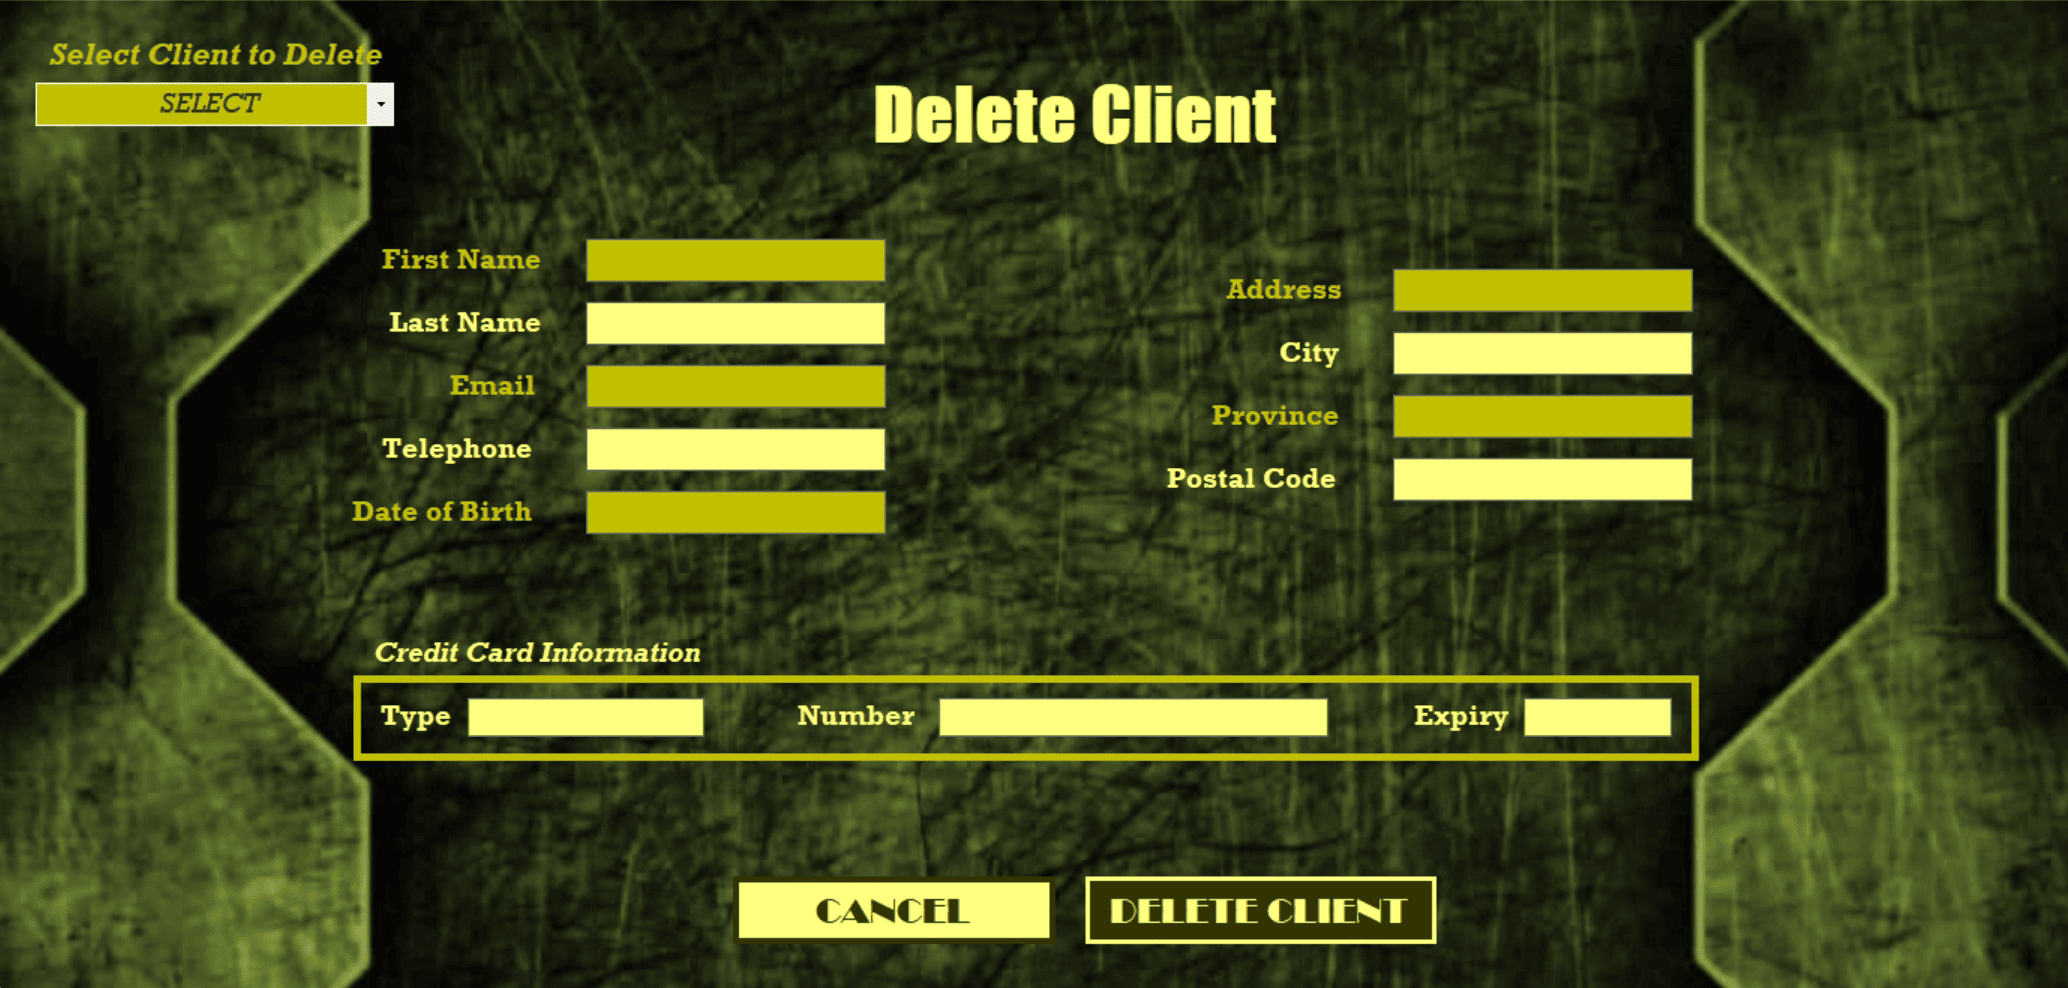 Select Client to Delete
SELECT
Delete Client
First Name
Last Name
Email
Telephone
Date of Birth
Address
City
Province
Postal Code
Credit Card Information
Type
Number
Expiry
CANCEL
DELETE CLIENT